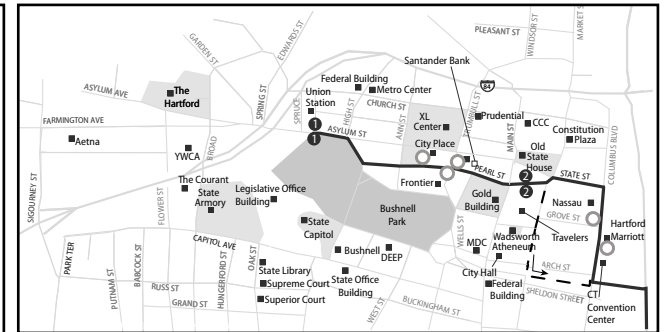 PLEASANT ST
WINDSOR ST
MARKET ST
GARDEN ST
EDWARDS ST
Santander Bank
84
Federal Building
Metro Center
ASYLUM AVE
The
Hartford
SPRING ST
SPRUCE
Union
Station
HIGH ST
CHURCH ST
ANN ST
XL
Center
TRUMBULL ST
Prudential
MAIN ST
CCC
Constitution
Plaza
COLUMBUS BLVD
FARMINGTON AVE
Aetna
BROAD
YWCA
1
1
ASYLUM ST
City Place
Old
State
House
PEARL ST
2
2
STATE ST
SIGOURNEY ST
The Courant
State
Armory
FLOWER ST
Legislative Office
Building
Frontier
Gold
Building
Nassau
GROVE ST
Hartford
Marriott
Bushnell
Park
State
Capitol
WELLS ST
Travelers
Wadsworth
Atheneum
MDC
PARK TER
PUTNAM ST
BABCOCK ST
CAPITOL AVE
HUNGERFORD ST
OAK ST
Bushnell
DEEP
ARCH ST
City Hall
State Library
Supreme Court
Superior Court
State Office
Building
RUSS ST
GRAND ST
WEST ST
BUCKINGHAM ST
Federal
Building
SHELDON STREET
CT
Convention
Center